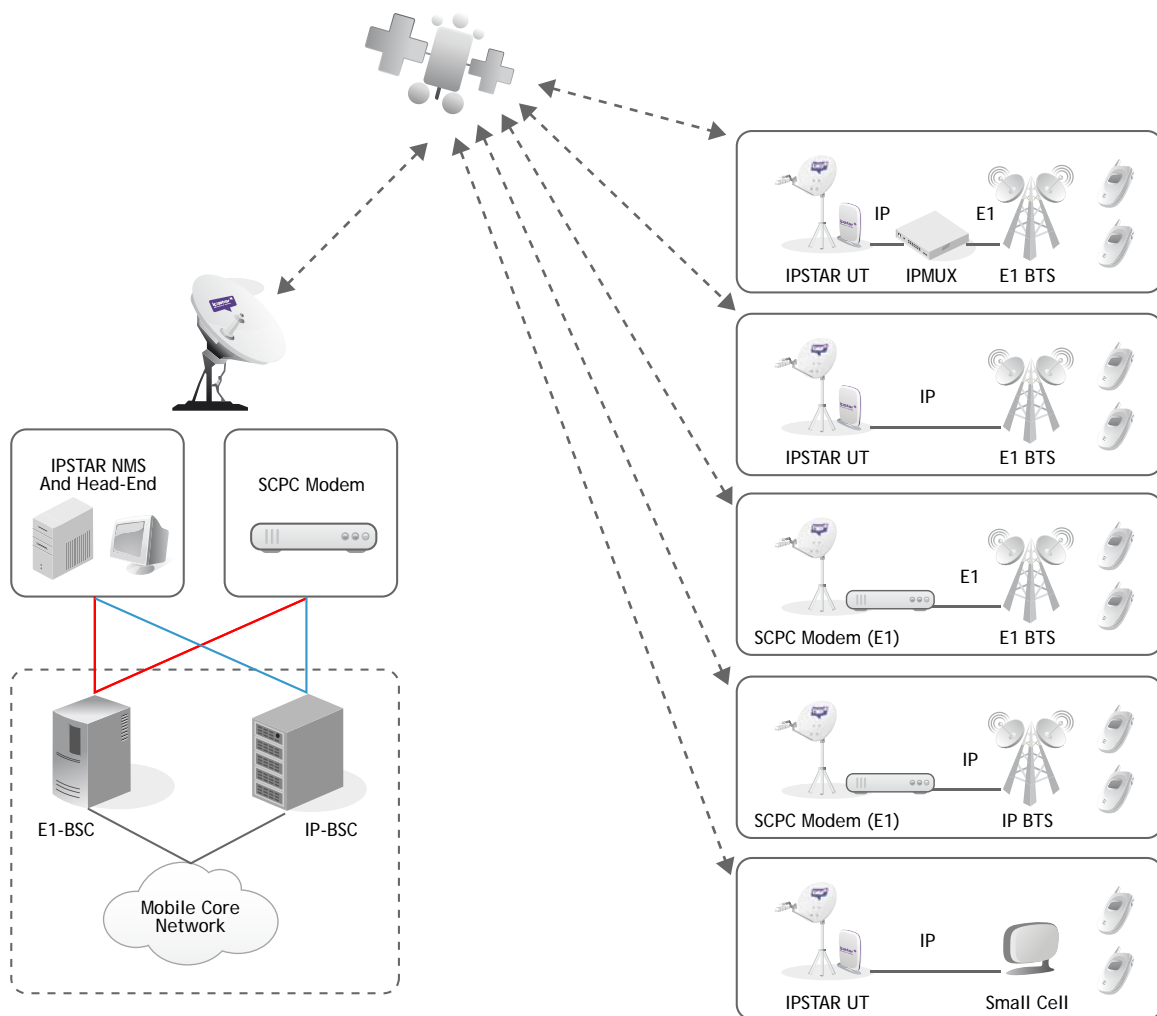 IP
E1
IPSTAR UT
IPMUX
E1 BTS
IP
IPSTAR UT
E1 BTS
IPSTAR NMS
And Head-End
SCPC Modem
E1
SCPC Modem (E1)
E1 BTS
IP
SCPC Modem (E1)
IP BTS
E1-BSC
IP-BSC
Mobile Core
Network
IP
IPSTAR UT
Small Cell